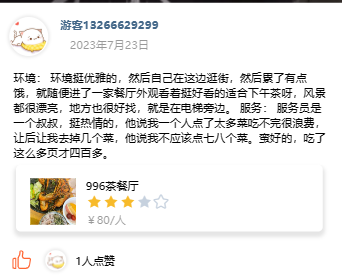 游客13266629299
2023年7月23日
环境： 环境挺优雅的，然后自己在这边逛街，然后累了有点
饿，就随便进了一家餐厅外观看着挺好看的适合下午茶呀，风景
都很漂亮，地方也很好找，就是在电梯旁边。 服务： 服务员是
一个叔叔，挺热情的，他说我一个人点了太多菜吃不完很浪费，
让后让我去掉几个菜，他说我不应该点七八个菜。蛮好的，吃了
这么多页才四百多。
996茶餐厅
￥80/人
1人点赞